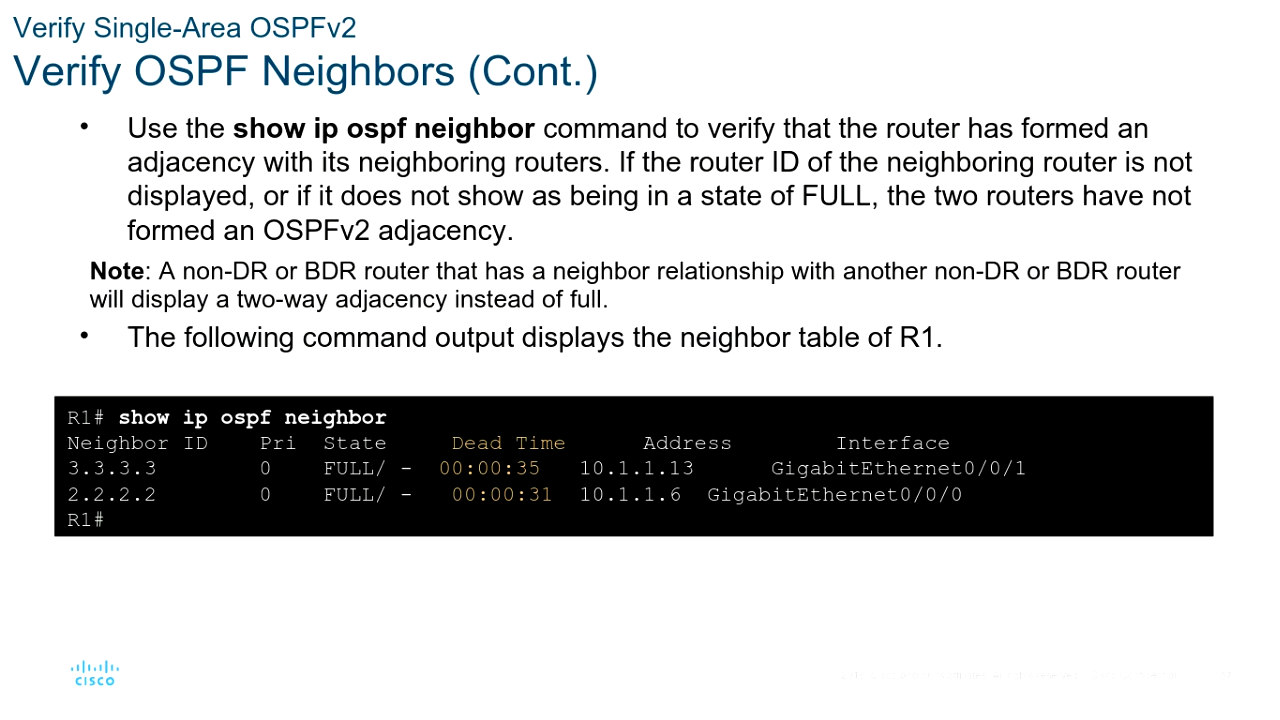 Verify Single-Area OSPFv2
Verify OSPF Neighbors (Cont.)
• Use the show ip ospf neighbor command to verify that the router has formed an
adjacency with its neighboring routers. If the router ID of the neighboring router is not
displayed, or if it does not show as being in a state of FULL, the two routers have not
formed an OSPFv2 adjacency.
Note: A non-DR or BDR router that has a neighbor relationship with another non-DR or BDR router
will display a two-way adjacency instead of full.
• The following command output displays the neighbor table of R1.
R1# show ip ospf neighbor
Neighbor ID Pri State Dead Time Address Interface
3.3.3.3 0 FULL/ - 00:00:35 10.1.1.13 GigabitEthernet0/0/1
2.2.2.2 0 FULL/ - 00:00:31 10.1.1.6 GigabitEthernet0/0/0
R1#
CISCO